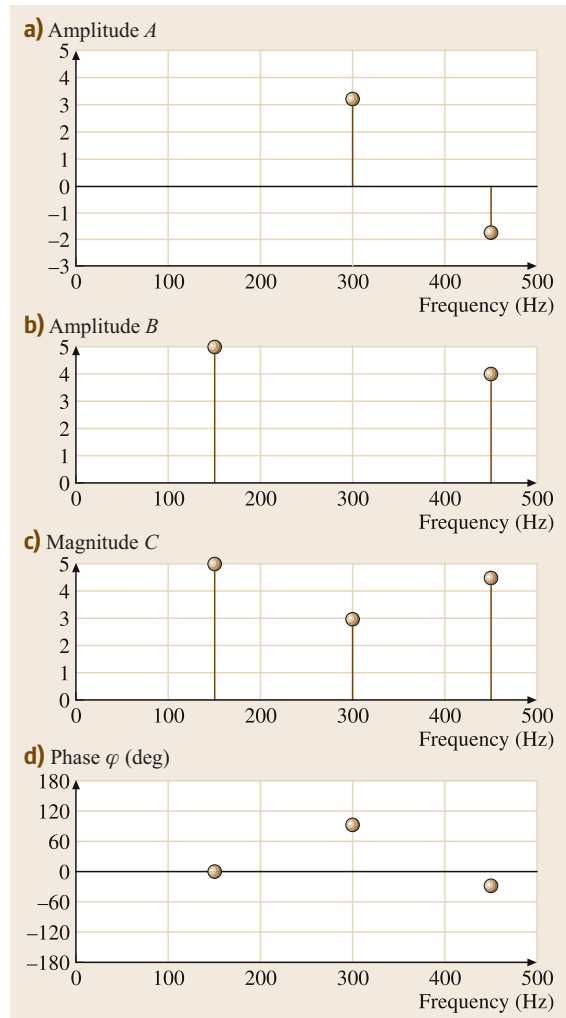 a) Amplitude A
5
4
3
2
1
0
–1
–2
–3
0 100 200 300 400 500
Frequency (Hz)
b) Amplitude B
5
4
3
2
1
0
0 100 200 300 400 500
Frequency (Hz)
c) Magnitude C
5
4
3
2
1
0
0 100 200 300 400 500
Frequency (Hz)
d) Phase φ (deg)
180
120
60
0
–60
–120
–180
0 100 200 300 400 500
Frequency (Hz)